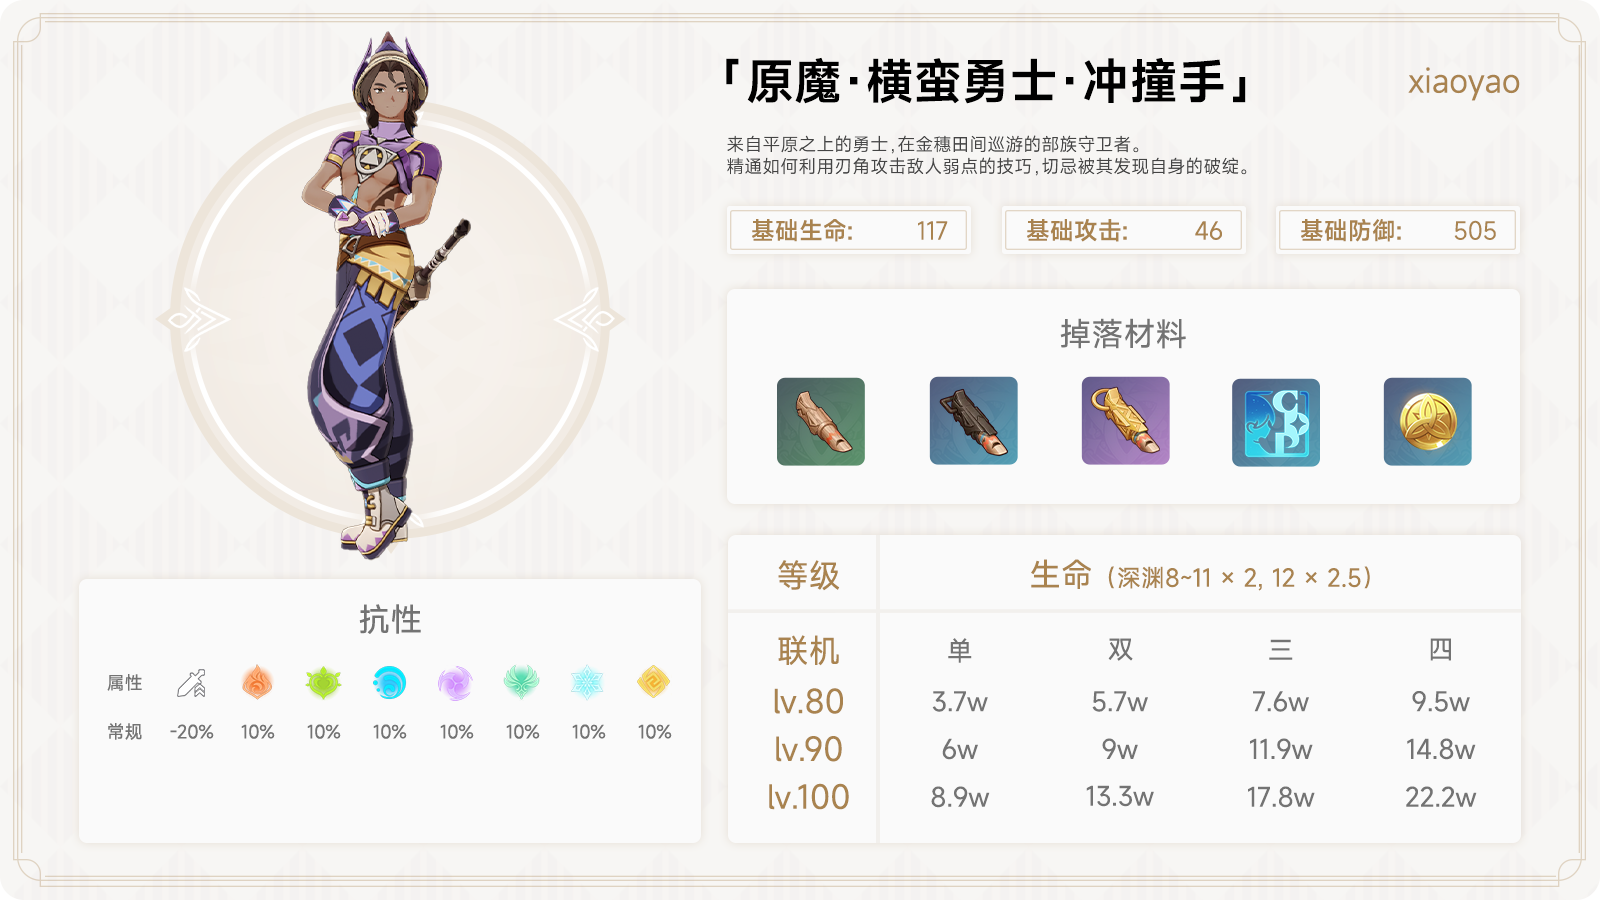 「原魔·横蛮勇士·冲撞手」
xiaoyao
来自平原之上的勇士,在金穗田间巡游的部族守卫者。
精通如何利用刃角攻击敌人弱点的技巧,切忌被其发现自身的破绽。
基础生命: 117
基础攻击: 46
基础防御: 505
掉落材料
抗性
属性
常规 -20% 10% 10% 10% 10% 10% 10% 10%
等级 生命 (深渊8~11 × 2, 12 × 2.5)
联机 单 双 三 四
lv.80 3.7w 5.7w 7.6w 9.5w
lv.90 6w 9w 11.9w 14.8w
lv.100 8.9w 13.3w 17.8w 22.2w